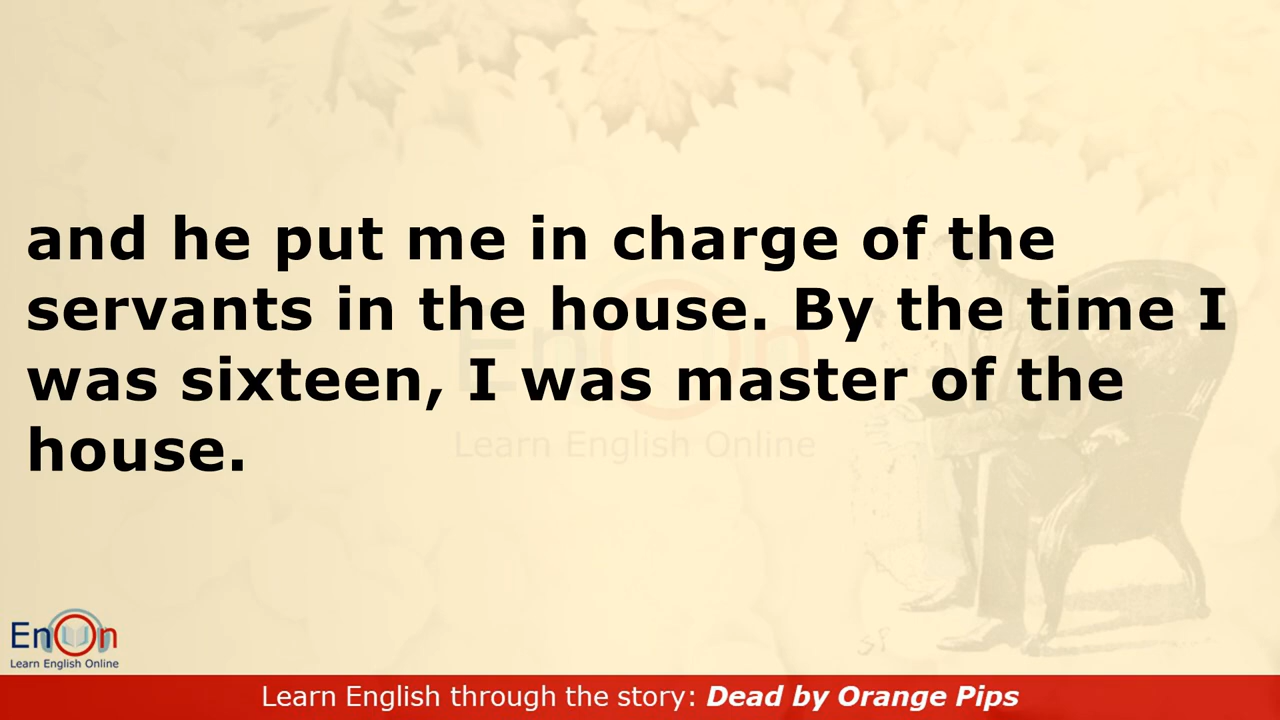 and he put me in charge of the
servants in the house. By the time I
was sixteen, I was master of the
house.
EnOn
Learn English Online
EnOn
Learn English Online
Learn English through the story: Dead by Orange Pips